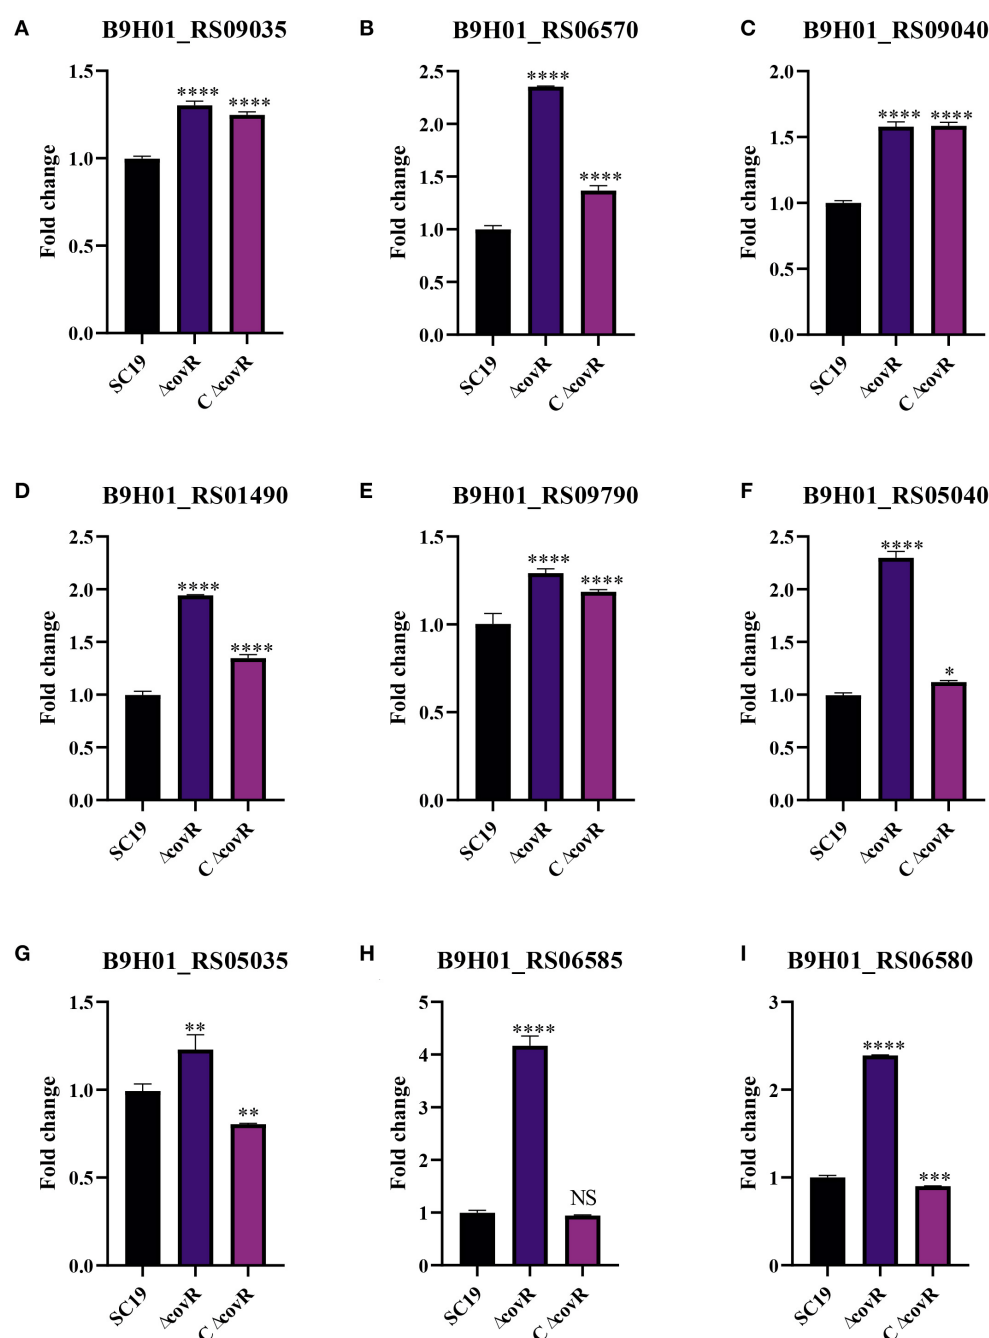 A B9H01_RS09035
Fold change
1.5
1.0
0.5
0.0
****
****
SC19
ΔcovR
C ΔcovR
B B9H01_RS06570
Fold change
2.5
2.0
1.5
1.0
0.5
0.0
****
****
SC19
ΔcovR
C ΔcovR
C B9H01_RS09040
Fold change
2.0
1.5
1.0
0.5
0.0
****
****
SC19
ΔcovR
C ΔcovR
D B9H01_RS01490
Fold change
2.5
2.0
1.5
1.0
0.5
0.0
****
****
SC19
ΔcovR
C ΔcovR
E B9H01_RS09790
Fold change
1.5
1.0
0.5
0.0
****
****
SC19
ΔcovR
C ΔcovR
F B9H01_RS05040
Fold change
2.5
2.0
1.5
1.0
0.5
0.0
****
*
SC19
ΔcovR
C ΔcovR
G B9H01_RS05035
Fold change
1.5
1.0
0.5
0.0
**
**
SC19
ΔcovR
C ΔcovR
H B9H01_RS06585
Fold change
5
4
3
2
1
0
****
NS
SC19
ΔcovR
C ΔcovR
I B9H01_RS06580
Fold change
3
2
1
0
****
***
SC19
ΔcovR
C ΔcovR